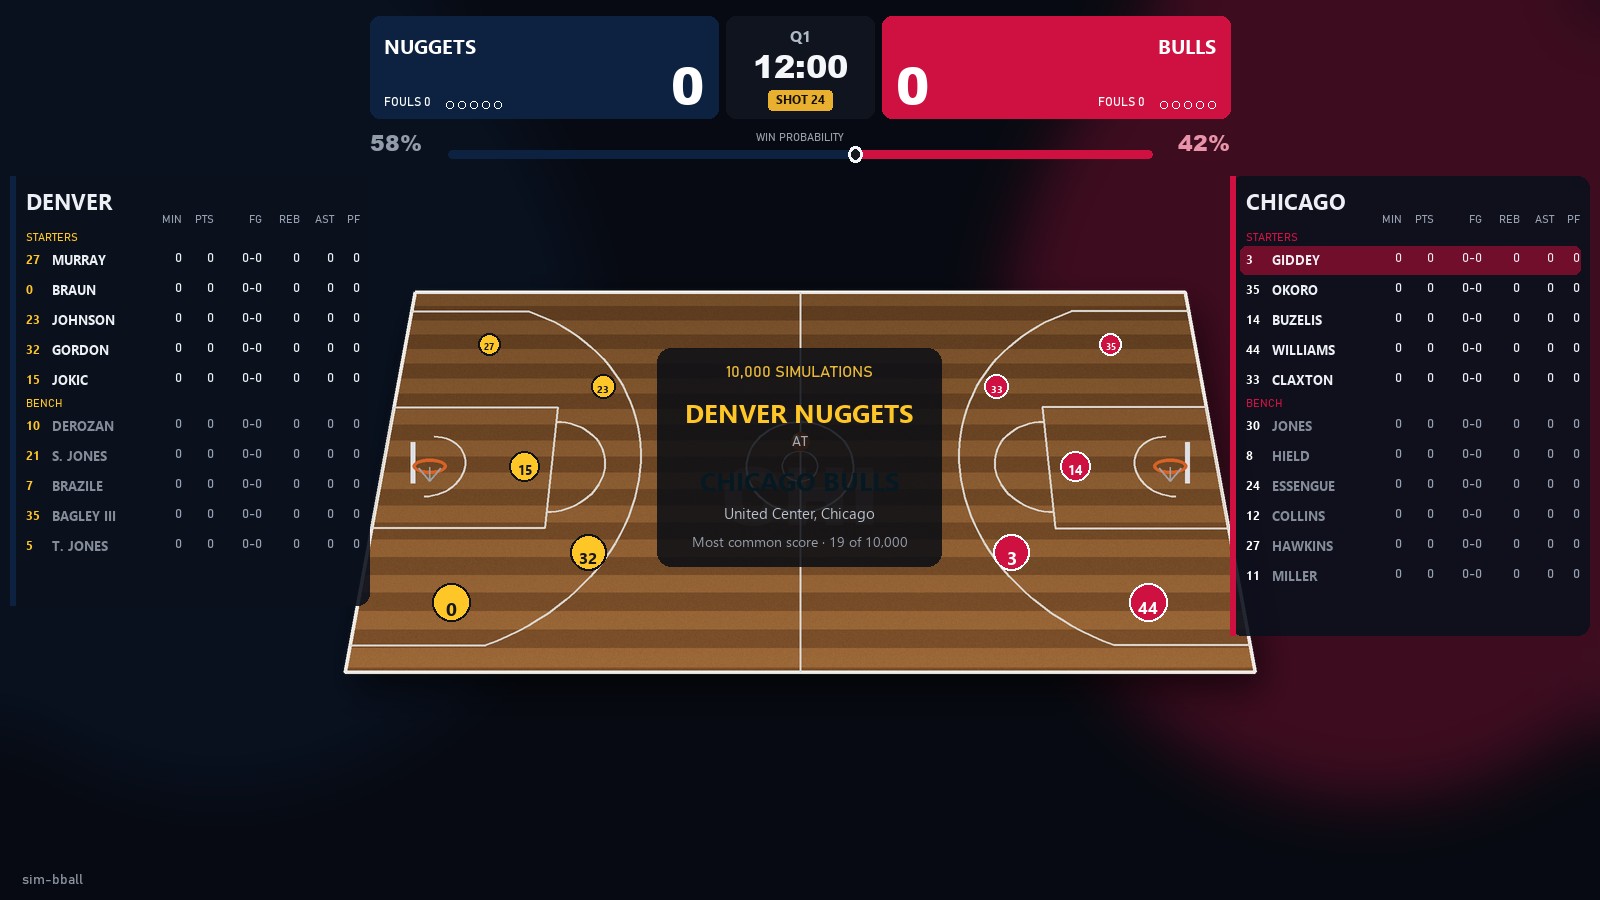 NUGGETS
0
FOULS 0
Q1
12:00
SHOT 24
BULLS
0
FOULS 0
58%
WIN PROBABILITY
42%
DENVER
MIN PTS FG REB AST PF
STARTERS
27 MURRAY 0 0 0-0 0 0 0
0 BRAUN 0 0 0-0 0 0 0
23 JOHNSON 0 0 0-0 0 0 0
32 GORDON 0 0 0-0 0 0 0
15 JOKIC 0 0 0-0 0 0 0
BENCH
10 DEROZAN 0 0 0-0 0 0 0
21 S. JONES 0 0 0-0 0 0 0
7 BRAZILE 0 0 0-0 0 0 0
35 BAGLEY III 0 0 0-0 0 0 0
5 T. JONES 0 0 0-0 0 0 0
27
23
15
32
0
10,000 SIMULATIONS
DENVER NUGGETS
AT
CHICAGO BULLS
United Center, Chicago
Most common score · 19 of 10,000
35
33
14
3
44
CHICAGO
MIN PTS FG REB AST PF
STARTERS
3 GIDDEY 0 0 0-0 0 0 0
35 OKORO 0 0 0-0 0 0 0
14 BUZELIS 0 0 0-0 0 0 0
44 WILLIAMS 0 0 0-0 0 0 0
33 CLAXTON 0 0 0-0 0 0 0
BENCH
30 JONES 0 0 0-0 0 0 0
8 HIELD 0 0 0-0 0 0 0
24 ESSENGUE 0 0 0-0 0 0 0
12 COLLINS 0 0 0-0 0 0 0
27 HAWKINS 0 0 0-0 0 0 0
11 MILLER 0 0 0-0 0 0 0
sim-bball